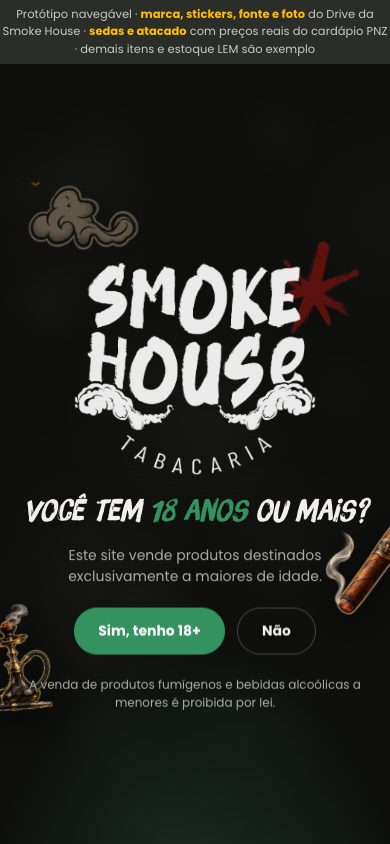 Protótipo navegável · marca, stickers, fonte e foto do Drive da
Smoke House · sedas e atacado com preços reais do cardápio PNZ
· demais itens e estoque LEM são exemplo
SMOKE
HOUSE
TABACARIA
VOCÊ TEM 18 ANOS OU MAIS?
Este site vende produtos destinados
exclusivamente a maiores de idade.
Sim, tenho 18+
Não
A venda de produtos fumígenos e bebidas alcoólicas a
menores é proibida por lei.